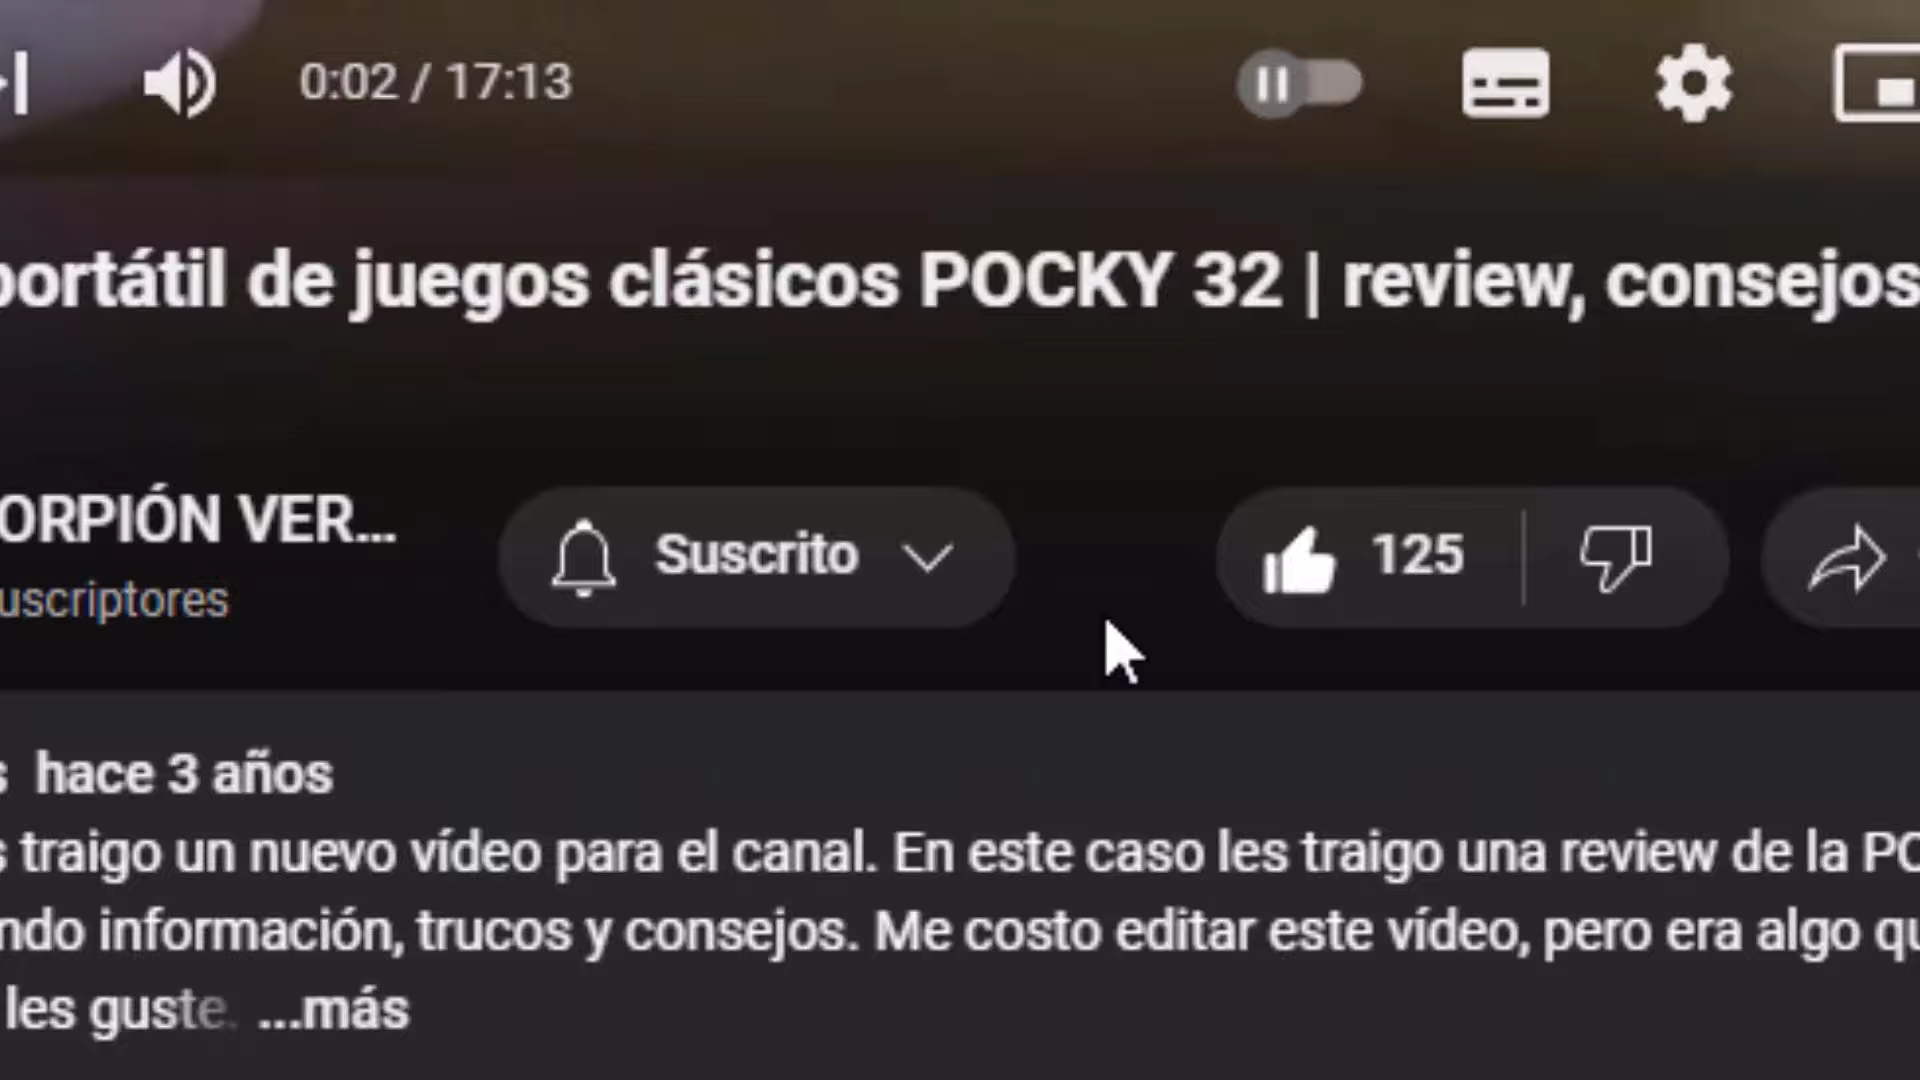 0:02 / 17:13
portátil de juegos clásicos POCKY 32 | review, consejos
ORPIÓN VER...
uscriptores
Suscrito
125
s hace 3 años
s traigo un nuevo vídeo para el canal. En este caso les traigo una review de la PO
ndo información, trucos y consejos. Me costo editar este vídeo, pero era algo qu
les guste. ...más